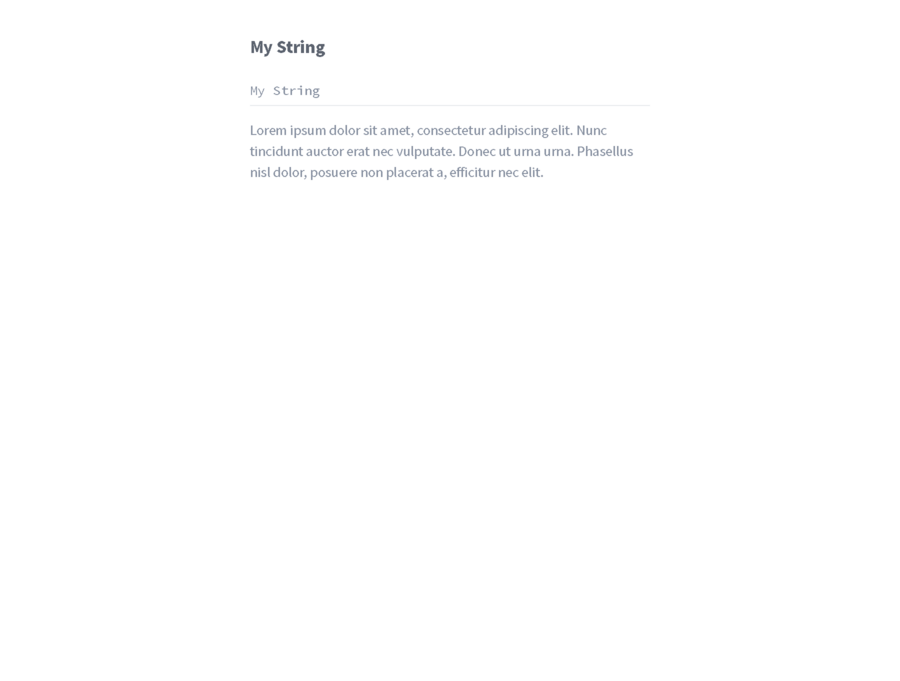 My String
My String
Lorem ipsum dolor sit amet, consectetur adipiscing elit. Nunc
tincidunt auctor erat nec vulputate. Donec ut urna urna. Phasellus
nisl dolor, posuere non placerat a, efficitur nec elit.